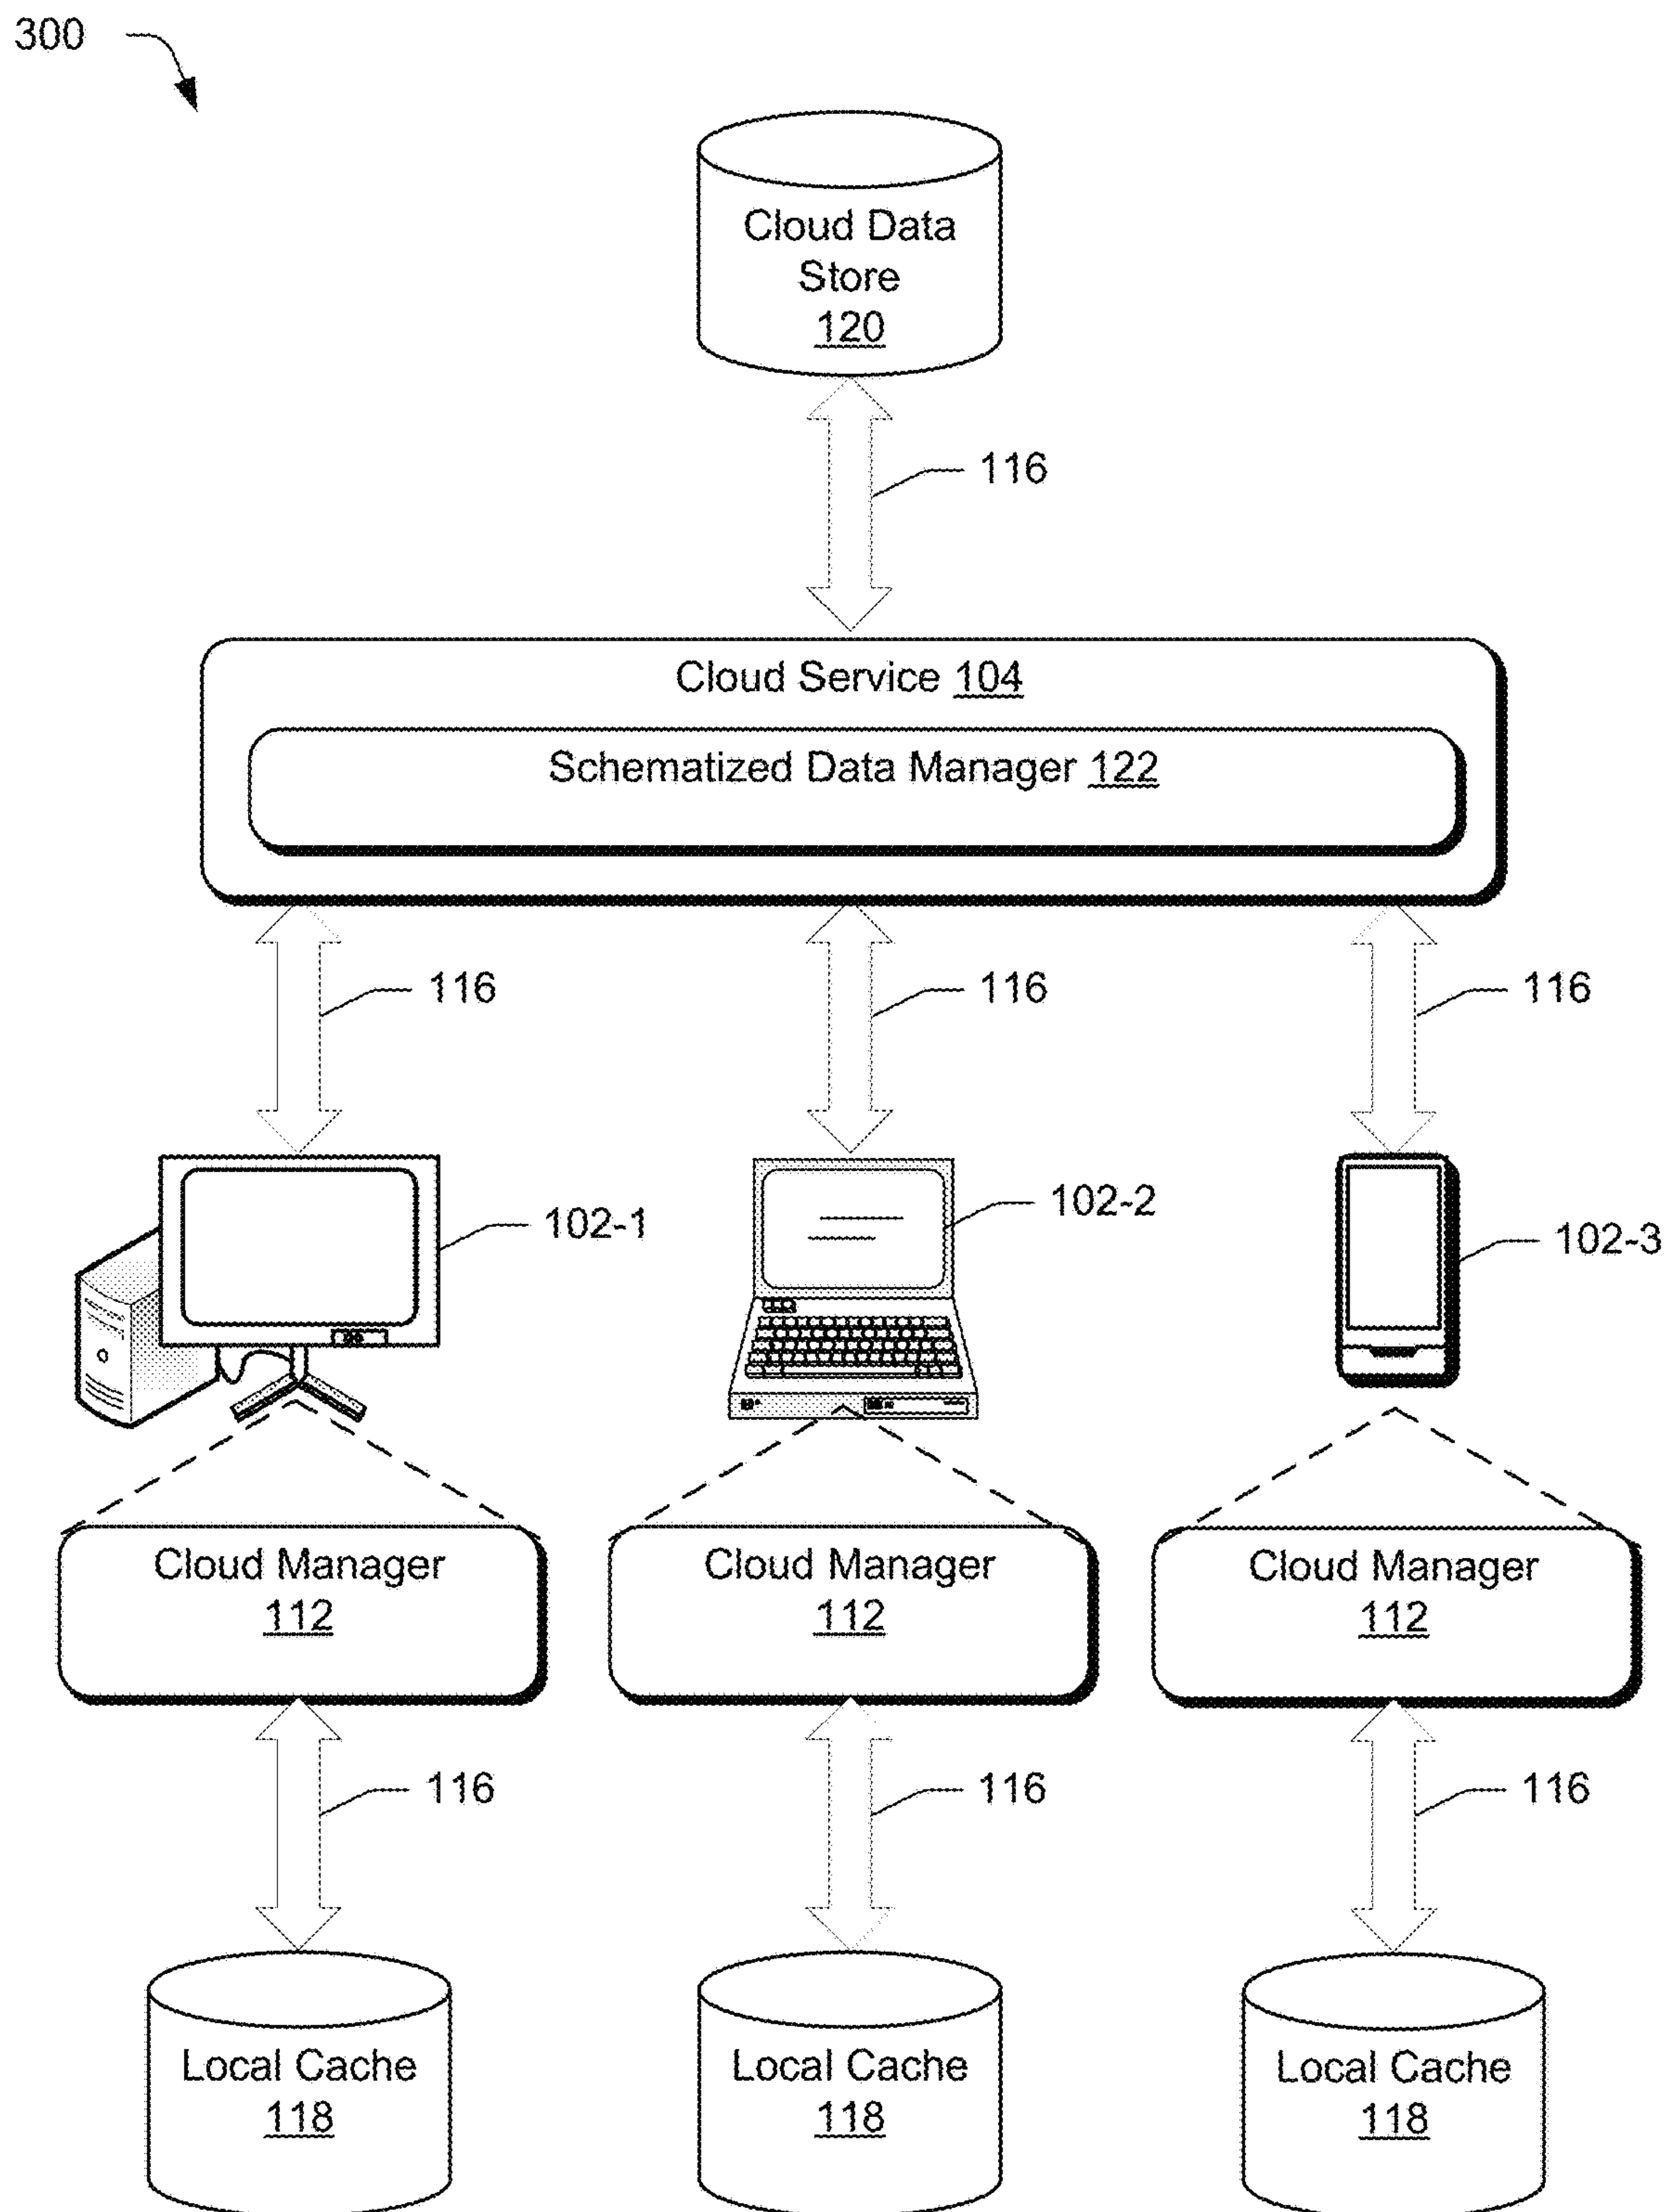 300
Cloud Data
Store
120
116
Cloud Service 104
Schematized Data Manager 122
116
116
116
102-1
102-2
102-3
Cloud Manager
112
Cloud Manager
112
Cloud Manager
112
116
116
116
Local Cache
118
Local Cache
118
Local Cache
118